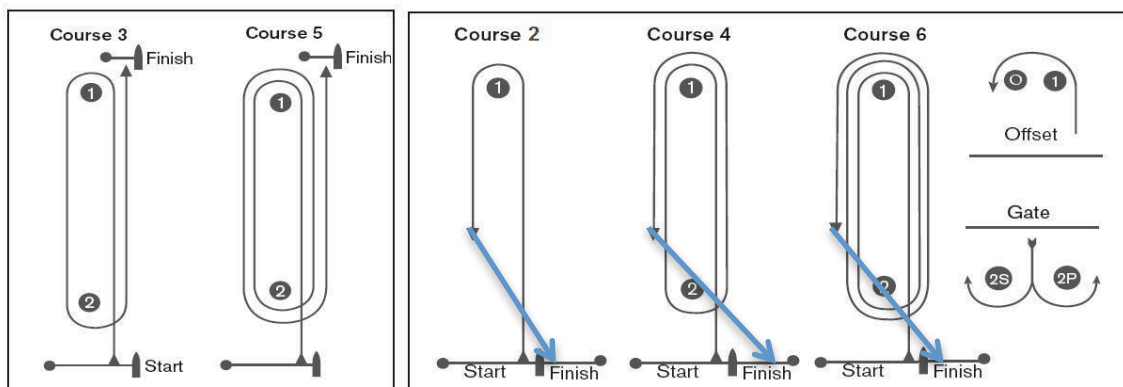 Course 3
Course 5
Finish
Finish
1
1
2
2
Start
Course 2
Course 4
Course 6
1
1
1
O
1
Offset
Gate
2
2
2S
2P
Start
Finish
Start
Finish
Start
Finish